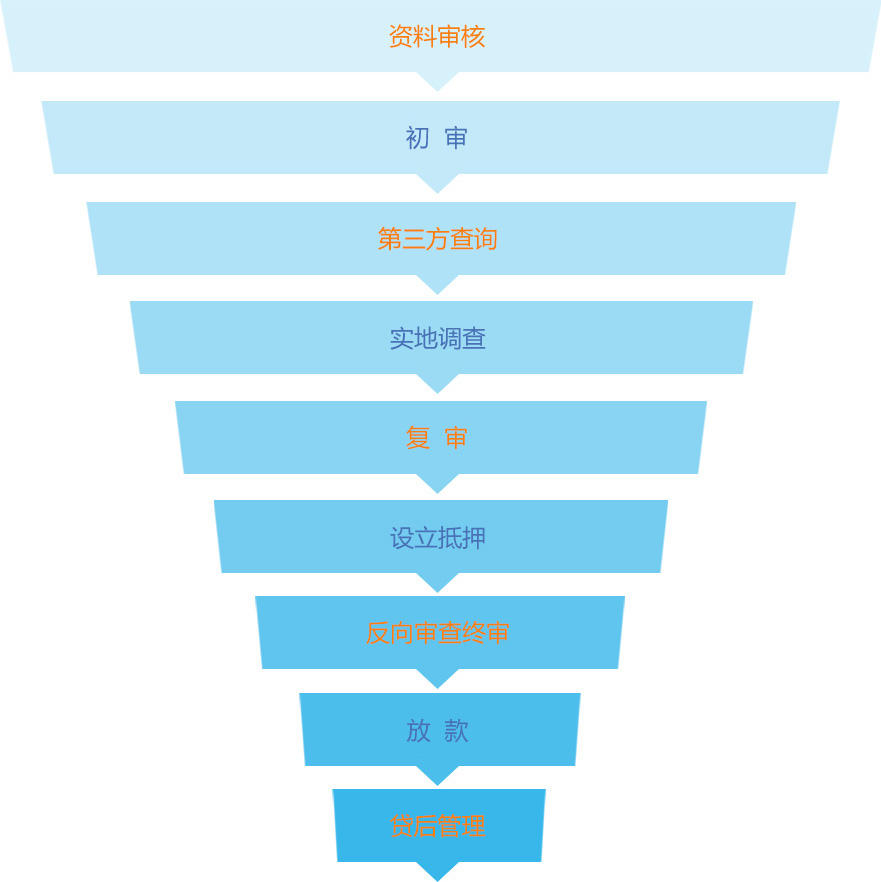 资料审核
初 审
第三方查询
实地调查
复 审
设立抵押
反向审查终审
放 款
贷后管理